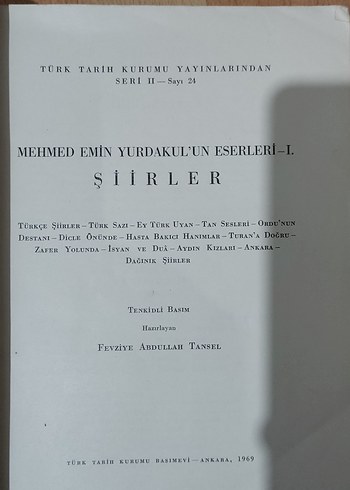 TÜRK TARİH KURUMU YAYINLARINDAN
SERİ II — Sayı 24
MEHMED EMİN YURDAKUL'UN ESERLERİ–I.
ŞİİRLER
TÜRKÇE ŞİİRLER – TÜRK SAZI – EY TÜRK UYAN – TAN SESLERİ – ORDU'NUN
DESTANI – DİCLE ÖNÜNDE – HASTA BAKICI HANIMLAR – TURAN'A DOĞRU –
ZAFER YOLUNDA – İSYAN VE DUÂ – AYDIN KIZLARI – ANKARA –
DAĞINIK ŞİİRLER
TENKİDLİ BASIM
Hazırlayan
FEVZİYE ABDULLAH TANSEL
TÜRK TARİH KURUMU BASIMEVİ — ANKARA, 1969